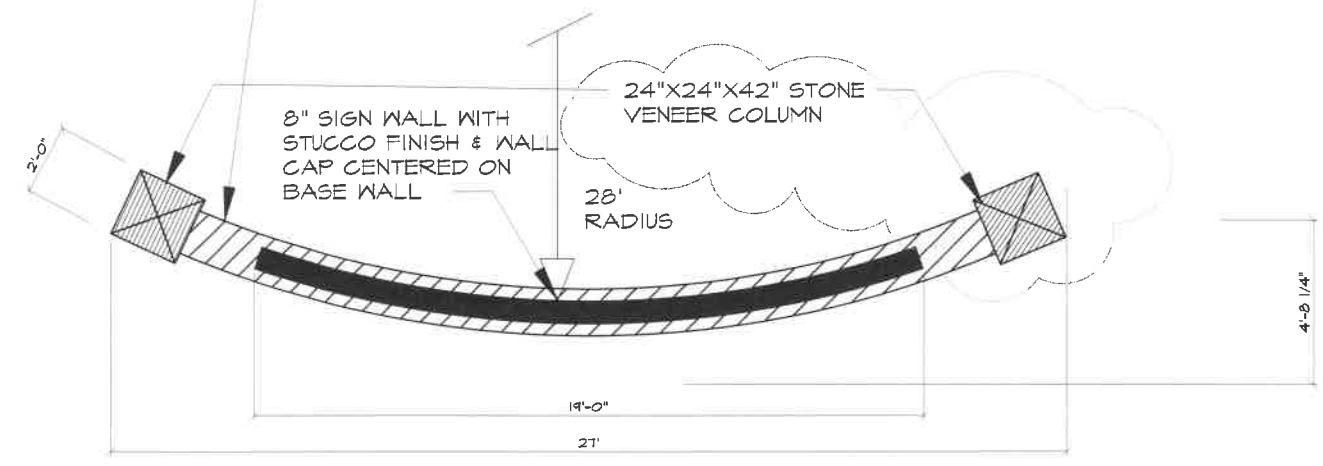 24"X24"X42" STONE
VENEER COLUMN
8" SIGN WALL WITH
STUCCO FINISH & WALL
CAP CENTERED ON
BASE WALL
2'-0"
28'
RADIUS
4'-8 1/4"
19'-0"
27'